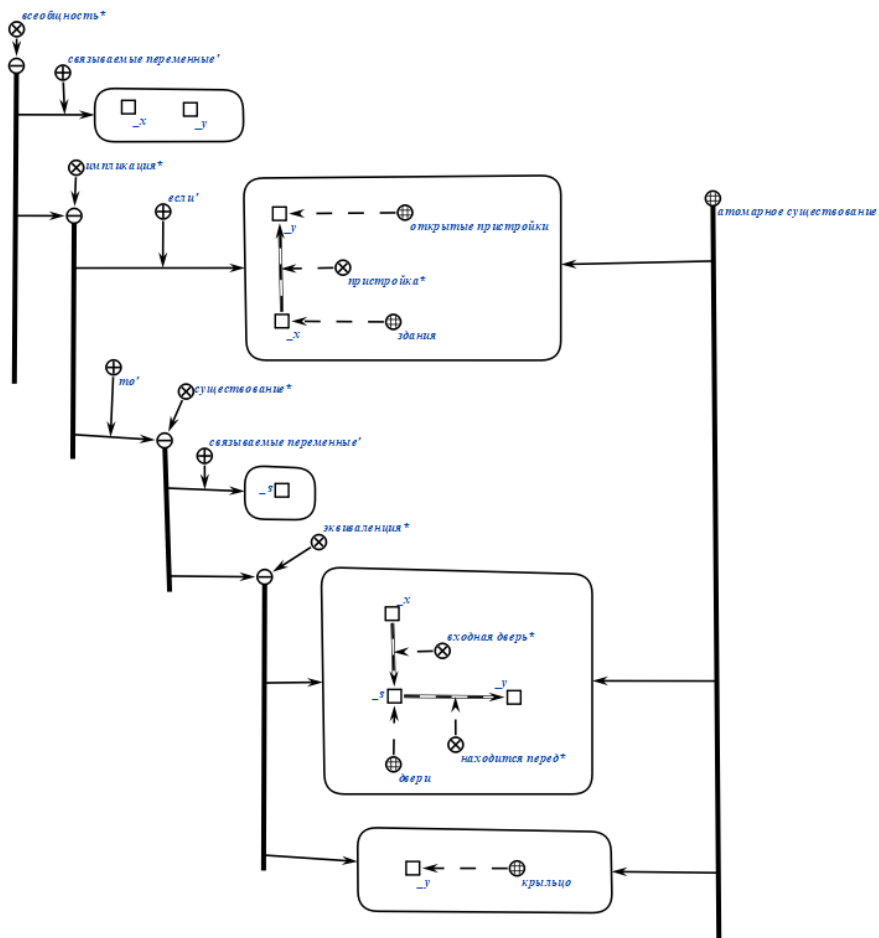 всеобщность*
связываемые переменные'
_x
_y
импликация*
если'
_y
открытые пристройки
пристройка*
_x
здания
атомарное существование
то'
существование*
связываемые переменные'
_s
эквиваленция*
_x
входная дверь*
_s
_y
находится перед*
двери
_y
крыльцо